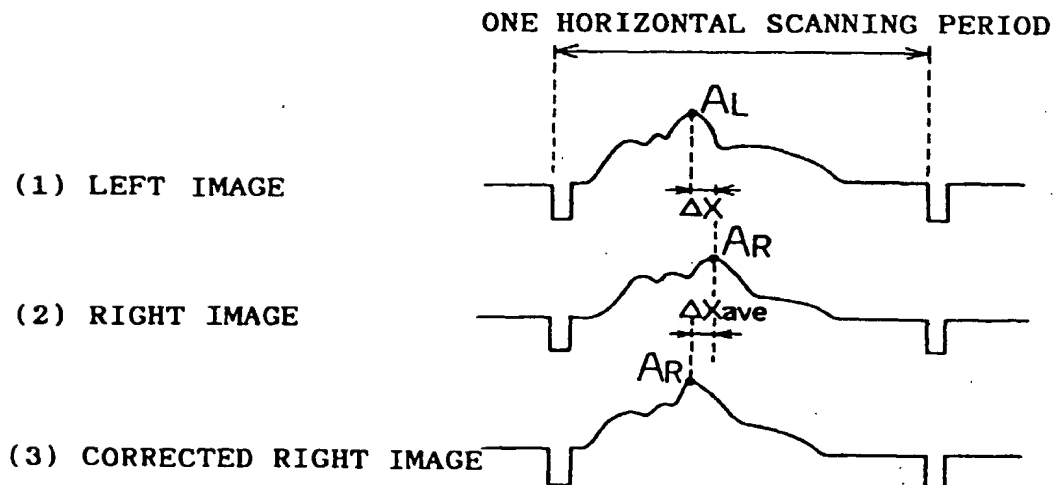 ONE HORIZONTAL SCANNING PERIOD
AL
(1) LEFT IMAGE
ΔX
AR
(2) RIGHT IMAGE
ΔXave
AR
(3) CORRECTED RIGHT IMAGE